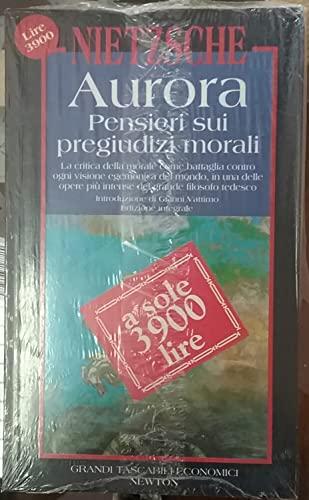 Lire
3900
NIETZSCHE
Aurora
Pensieri sui
pregiudizi morali
La critica della morale come battaglia contro
ogni visione egemonica del mondo, in una delle
opere più intense del grande filosofo tedesco
Introduzione di Gianni Vattimo
Edizione integrale
a sole
3900
lire
GRANDI TASCABILI ECONOMICI
NEWTON